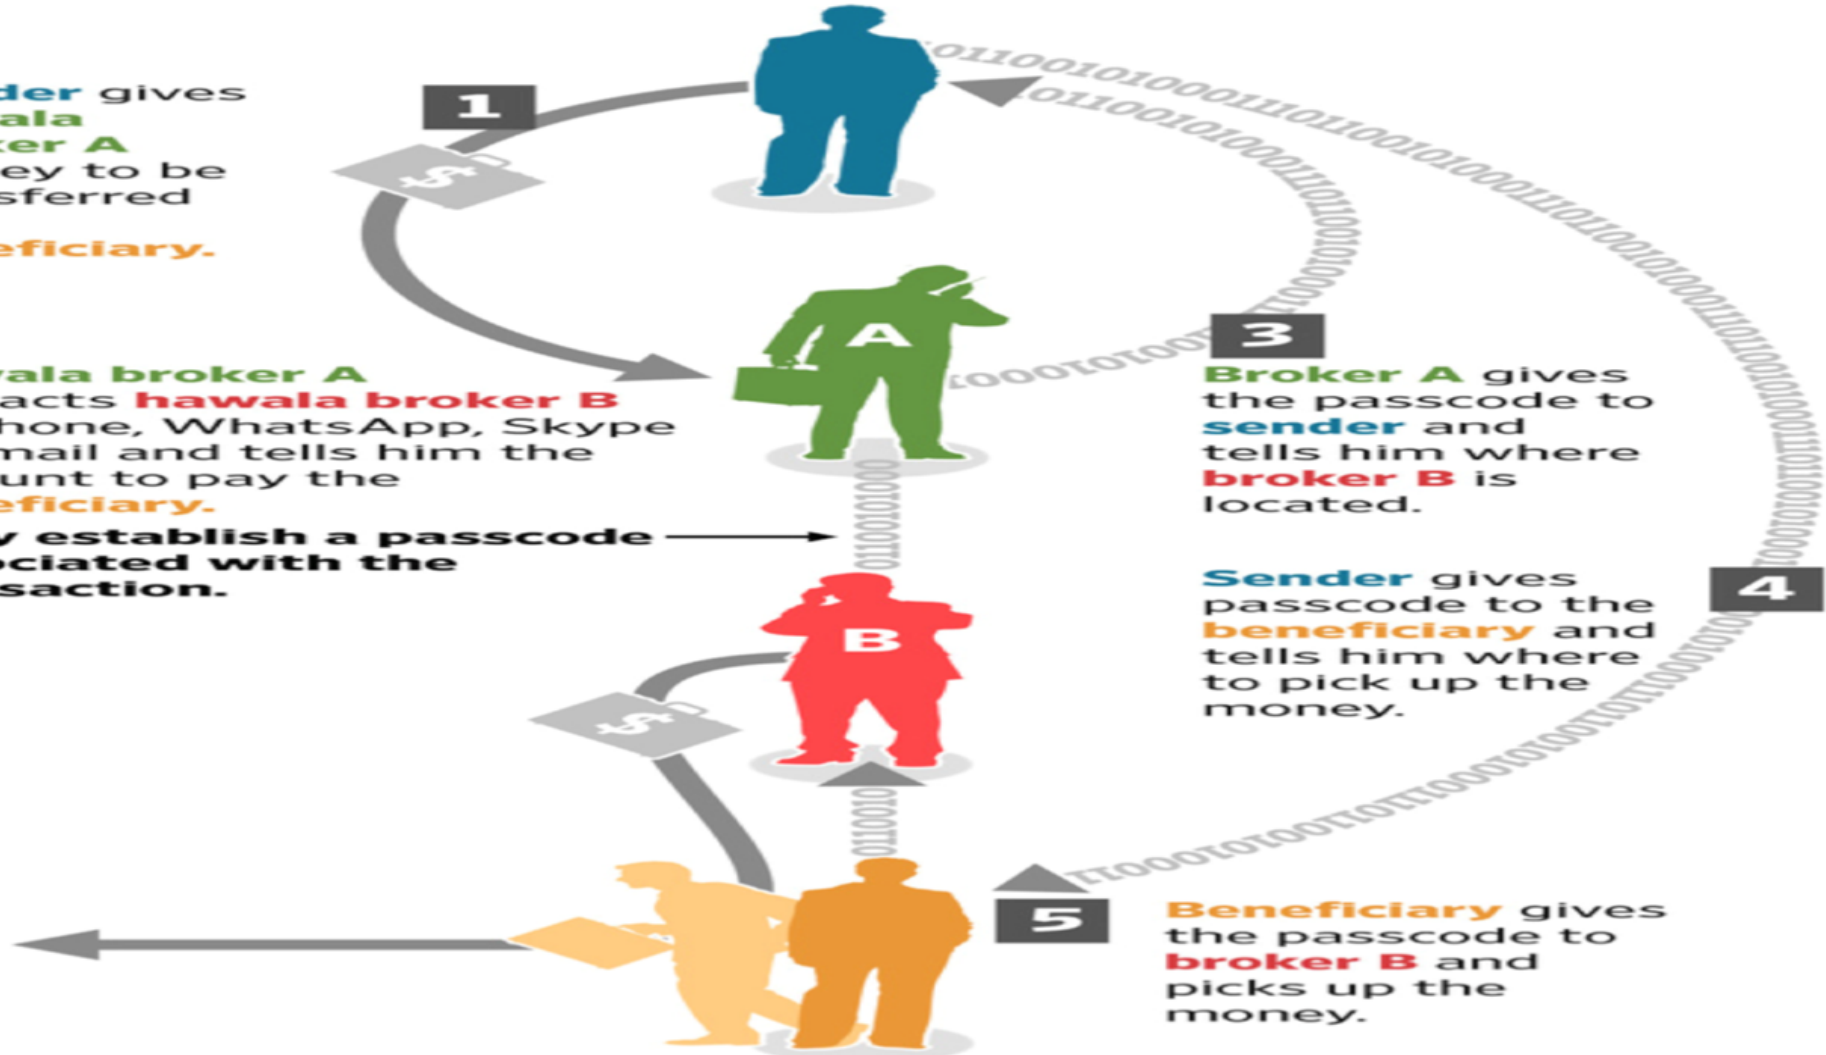 1
der gives
ala
er A
ey to be
sferred
eficiary.
ala broker A
acts hawala broker B
hone, WhatsApp, Skype
mail and tells him the
unt to pay the
eficiary.
y establish a passcode
ociated with the
saction.
A
B
3
Broker A gives
the passcode to
sender and
tells him where
broker B is
located.
4
Sender gives
passcode to the
beneficiary and
tells him where
to pick up the
money.
5
Beneficiary gives
the passcode to
broker B and
picks up the
money.